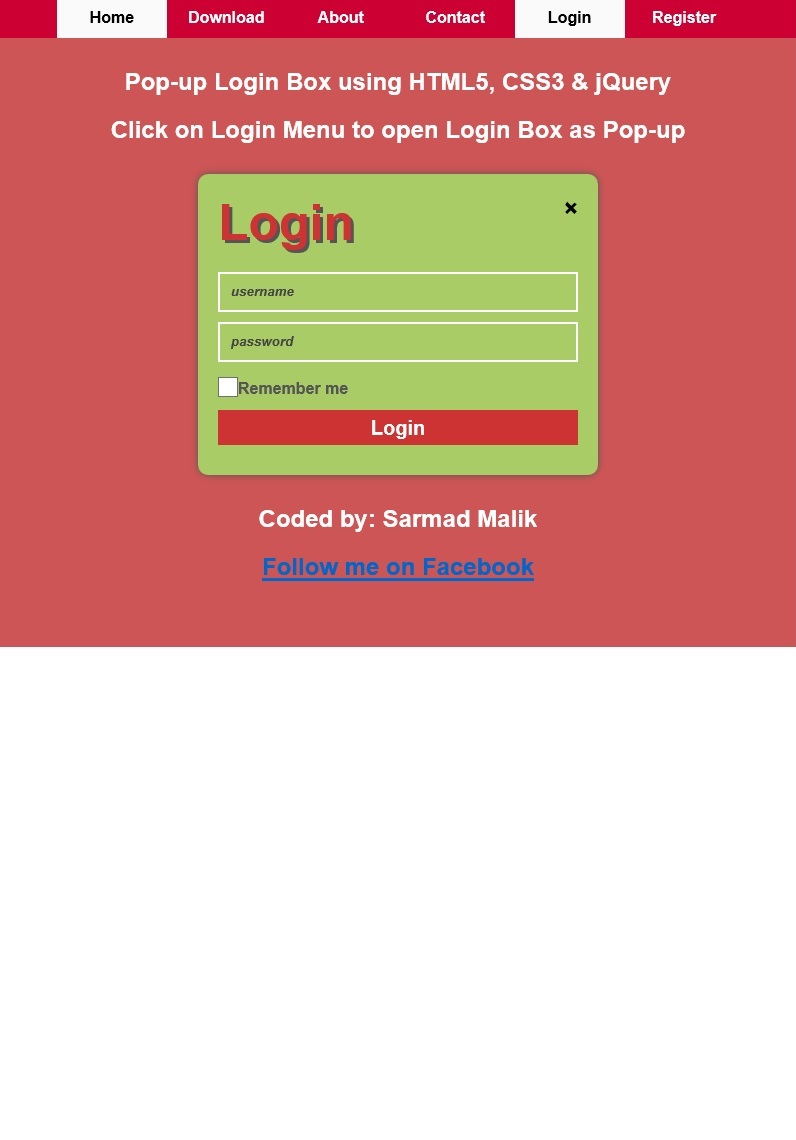 Home Download About Contact Login Register
Pop-up Login Box using HTML5, CSS3 & jQuery
Click on Login Menu to open Login Box as Pop-up
Login ×
username
password
Remember me
Login
Coded by: Sarmad Malik
Follow me on Facebook